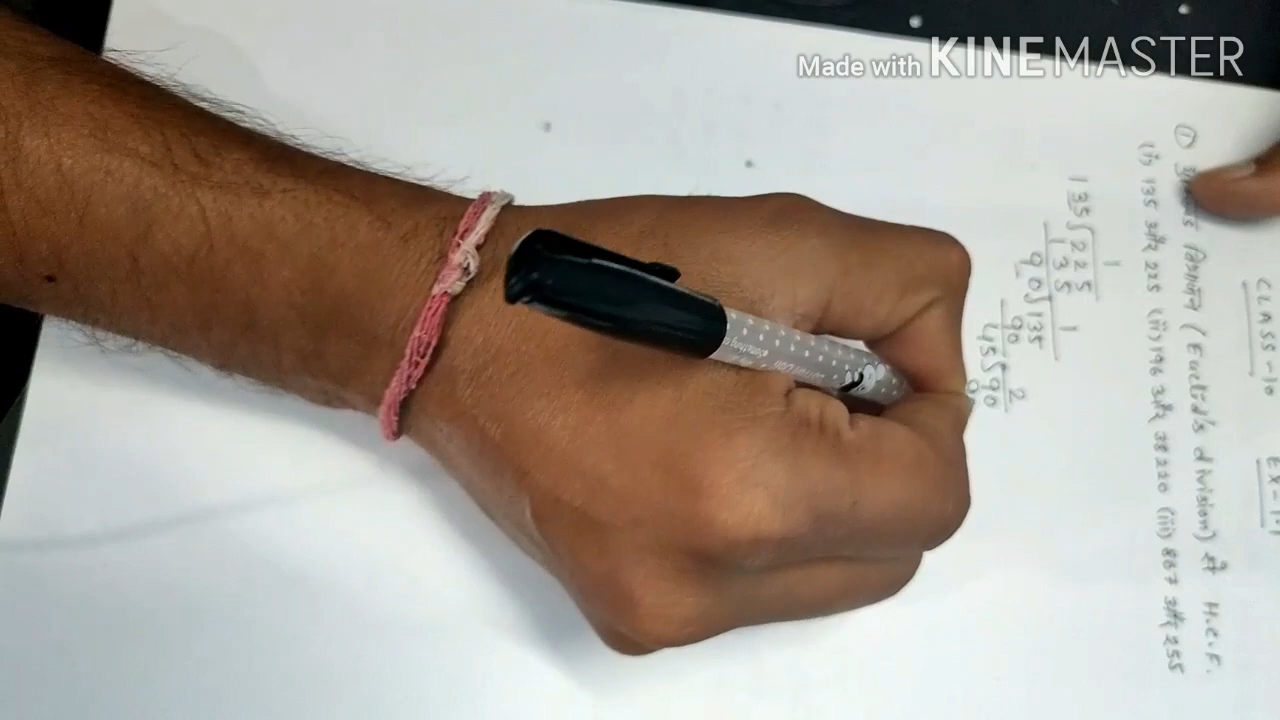 Made with KINEMASTER
CLASS-10 EX-1.1
① विभाजन (Euclid's division) से H.C.F.
(i) 135 और 225 (ii) 196 और 38220 (iii) 867 और 255
1
135)225
135 1
90)135
90 2
45)90
90